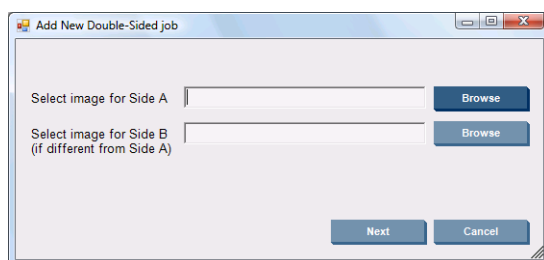 Add New Double-Sided job
Select image for Side A
Browse
Select image for Side B
(if different from Side A)
Browse
Next
Cancel